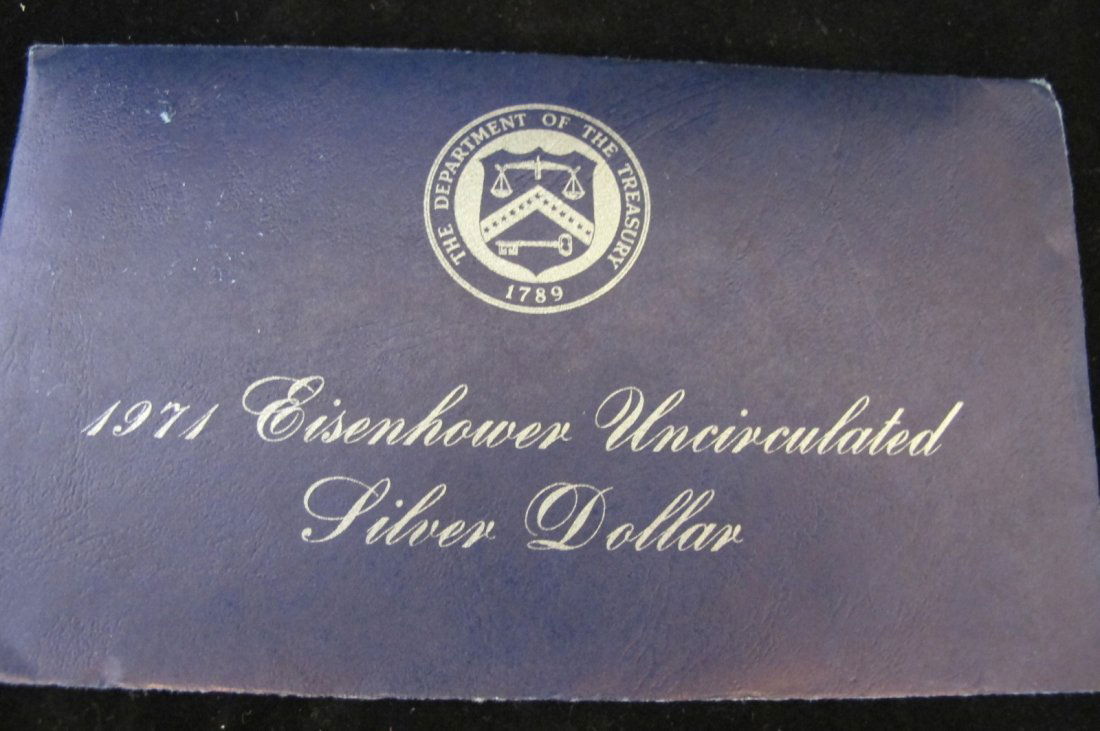 THE DEPARTMENT OF THE TREASURY
1789
1971 Eisenhower Uncirculated
Silver Dollar